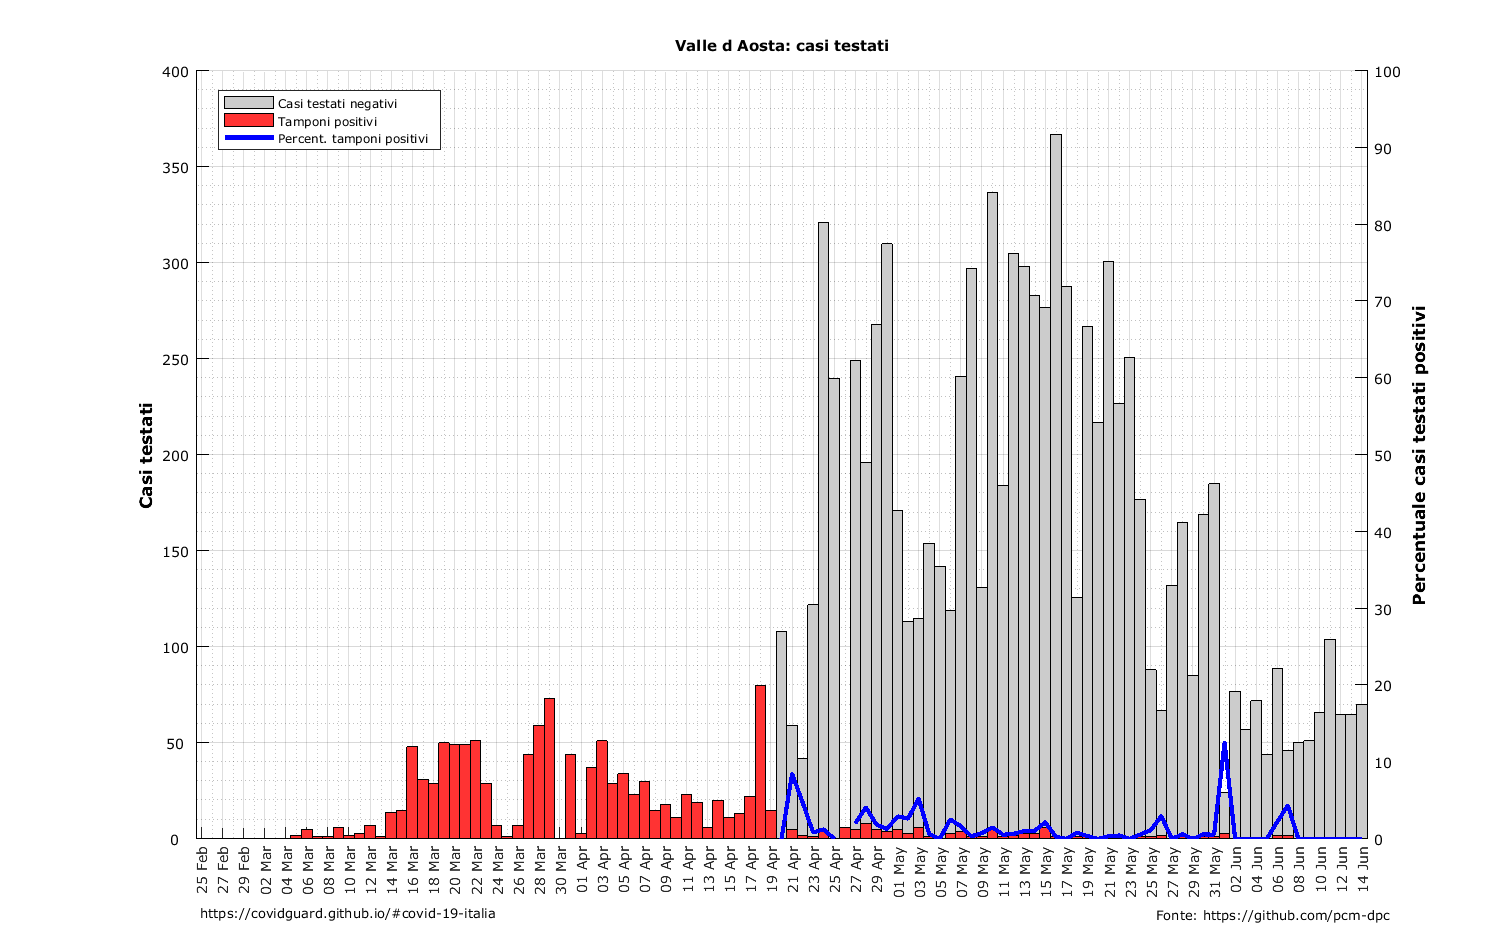 Valle d Aosta: casi testati
Casi testati negativi
Tamponi positivi
Percent. tamponi positivi
Casi testati
400
350
300
250
200
150
100
50
0
100
90
80
70
60
50
40
30
20
10
0
Percentuale casi testati positivi
25 Feb
27 Feb
29 Feb
02 Mar
04 Mar
06 Mar
08 Mar
10 Mar
12 Mar
14 Mar
16 Mar
18 Mar
20 Mar
22 Mar
24 Mar
26 Mar
28 Mar
30 Mar
01 Apr
03 Apr
05 Apr
07 Apr
09 Apr
11 Apr
13 Apr
15 Apr
17 Apr
19 Apr
21 Apr
23 Apr
25 Apr
27 Apr
29 Apr
01 May
03 May
05 May
07 May
09 May
11 May
13 May
15 May
17 May
19 May
21 May
23 May
25 May
27 May
29 May
31 May
02 Jun
04 Jun
06 Jun
08 Jun
10 Jun
12 Jun
14 Jun
https://covidguard.github.io/#covid-19-italia
Fonte: https://github.com/pcm-dpc